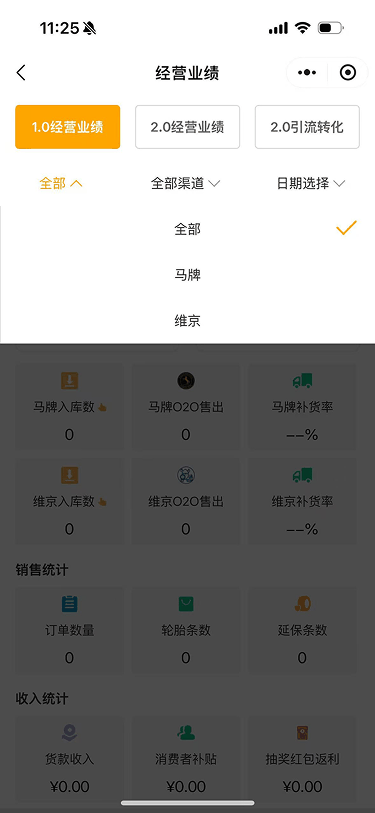 11:25
经营业绩
1.0经营业绩 2.0经营业绩 2.0引流转化
全部 全部渠道 日期选择
全部
马牌
维京
马牌入库数 马牌O2O售出 马牌补货率
0 0 --%
维京入库数 维京O2O售出 维京补货率
0 0 --%
销售统计
订单数量 轮胎条数 延保条数
0 0 0
收入统计
货款收入 消费者补贴 抽奖红包返利
¥0.00 ¥0.00 ¥0.00